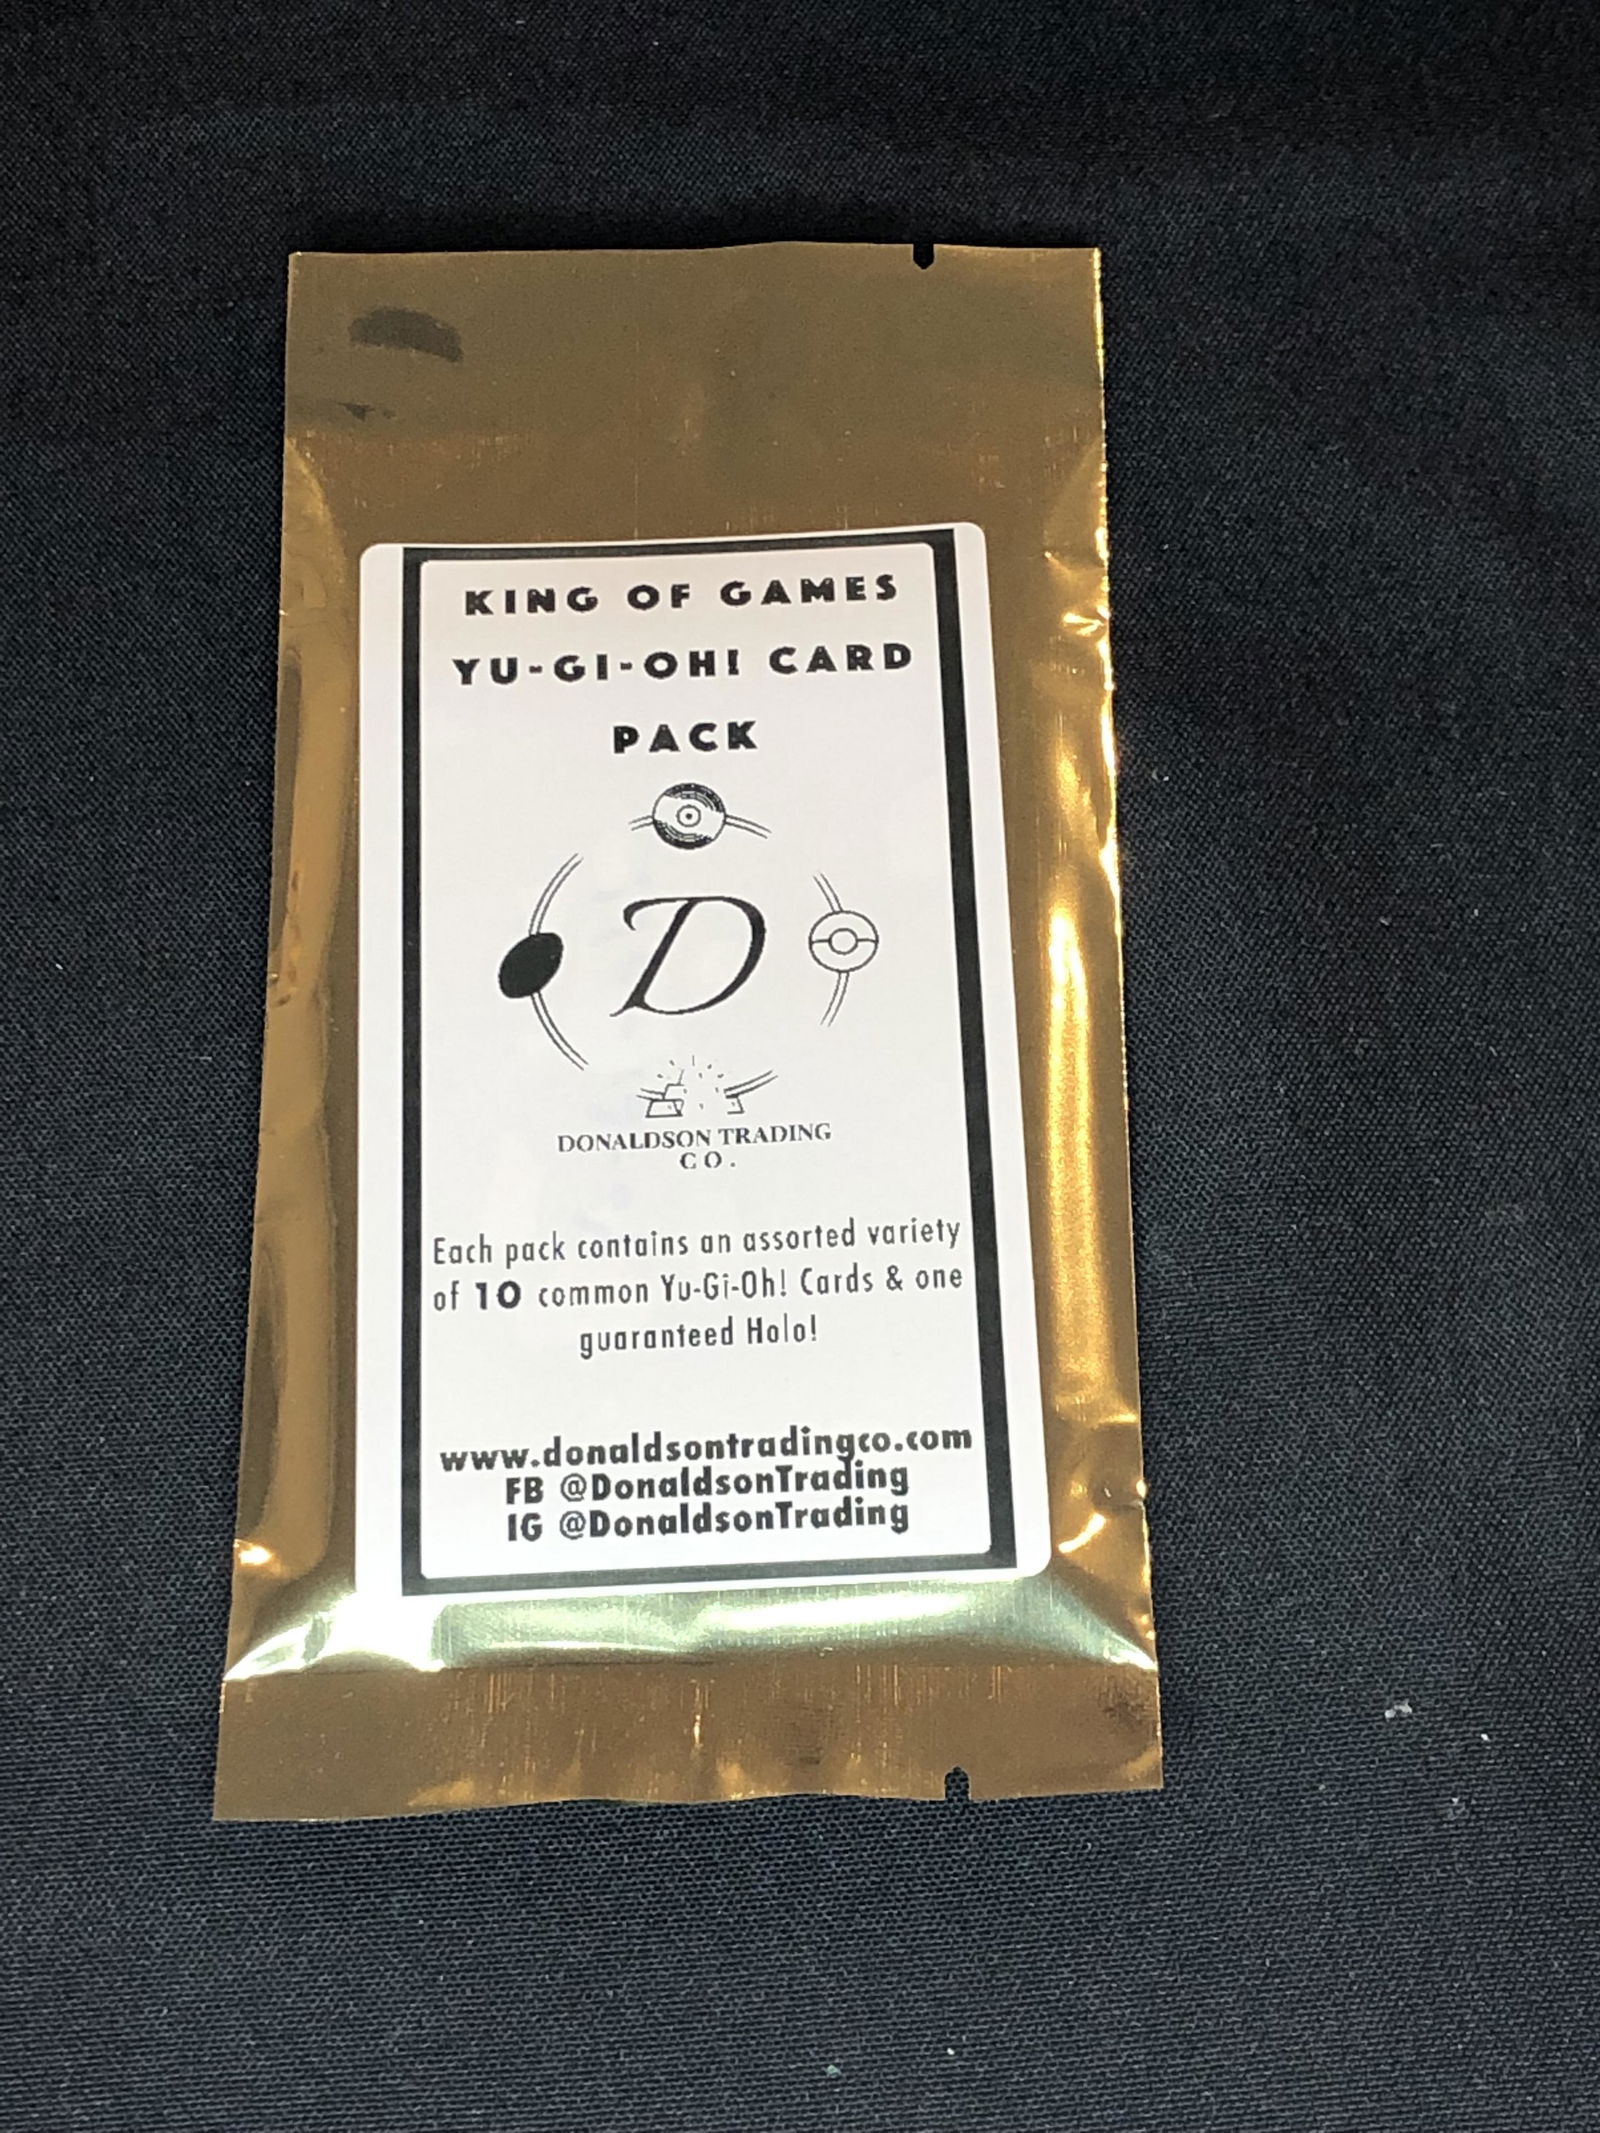 KING OF GAMES
YU-GI-OH! CARD
PACK
D
DONALDSON TRADING
CO.
Each pack contains an assorted variety
of 10 common Yu-Gi-Oh! Cards & one
guaranteed Holo!
www.donaldsontradingco.com
FB @DonaldsonTrading
IG @DonaldsonTrading